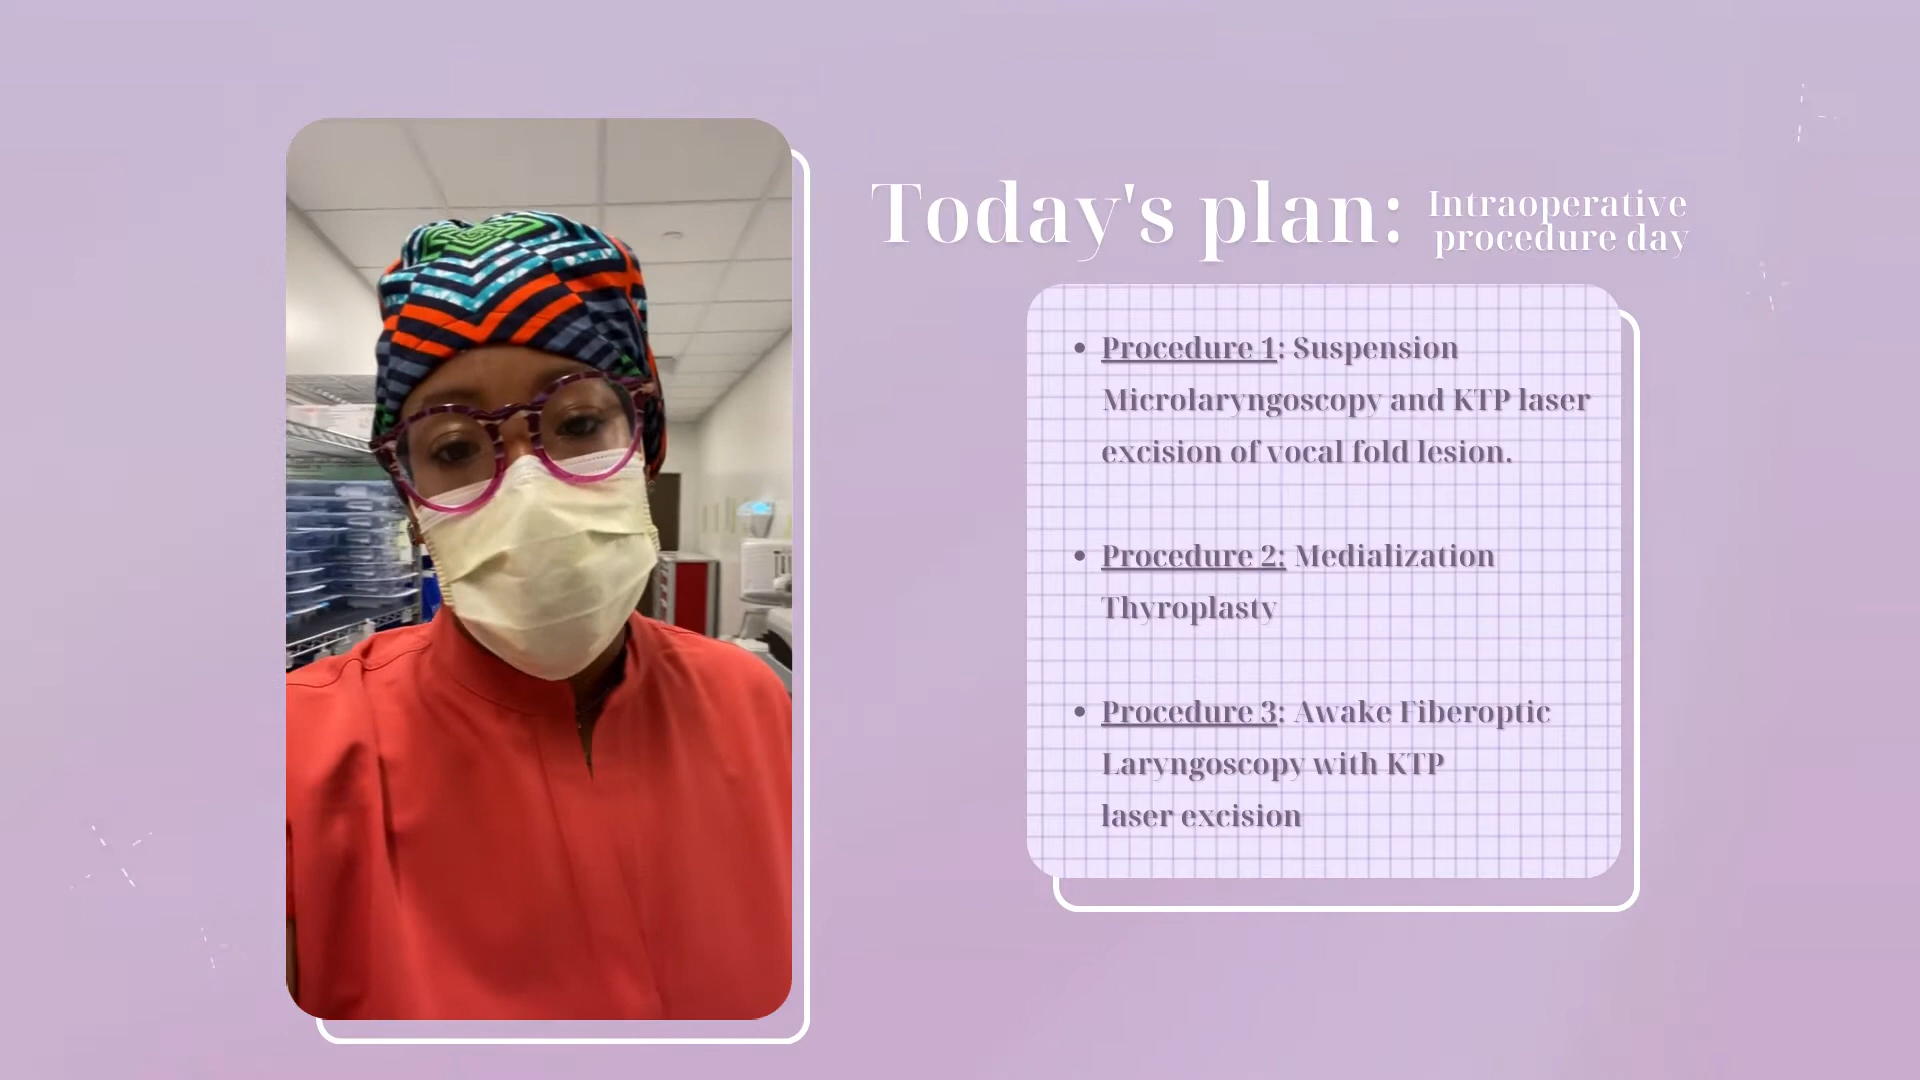 Today's plan: Intraoperative
procedure day
Procedure 1: Suspension
Microlaryngoscopy and KTP laser
excision of vocal fold lesion.
Procedure 2: Medialization
Thyroplasty
Procedure 3: Awake Fiberoptic
Laryngoscopy with KTP
laser excision